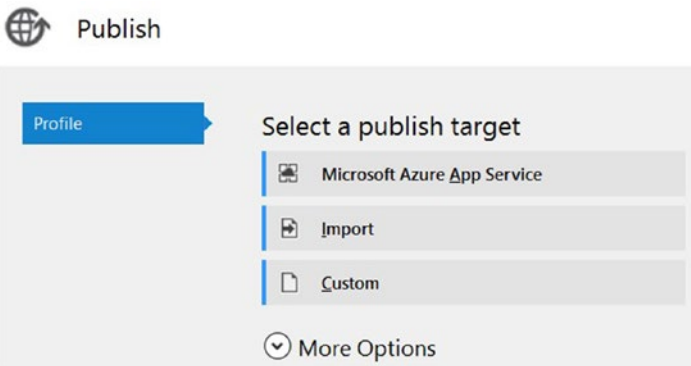 Publish
Profile
Select a publish target
Microsoft Azure App Service
Import
Custom
More Options